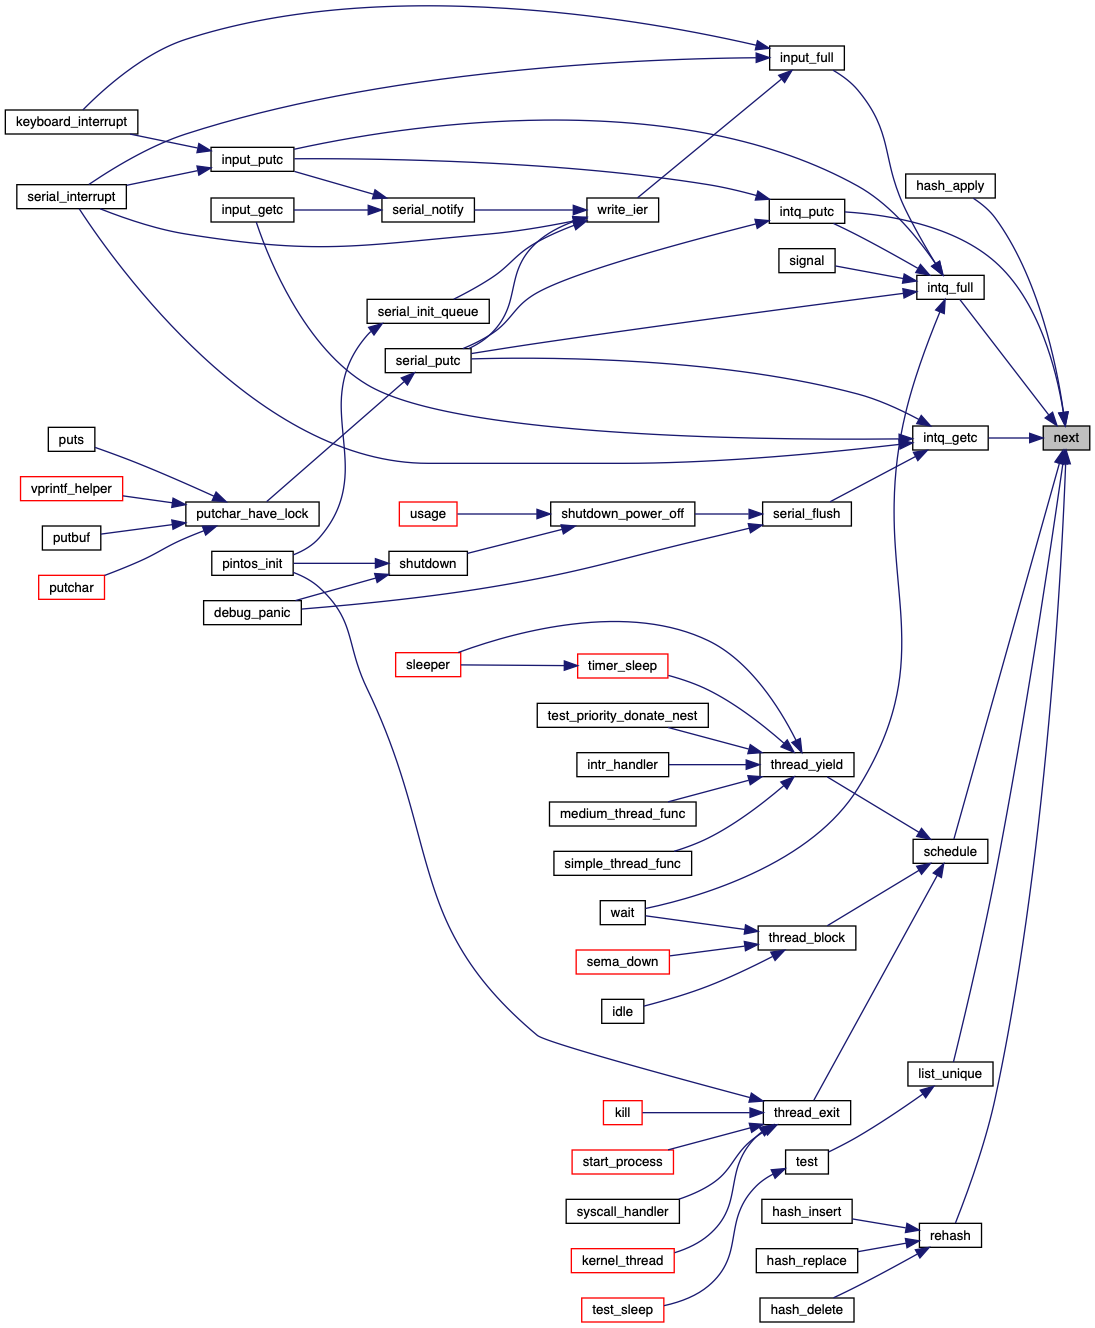 input_full
keyboard_interrupt
input_putc
hash_apply
serial_interrupt
input_getc
serial_notify
write_ier
intq_putc
signal
intq_full
serial_init_queue
serial_putc
puts
intq_getc
next
vprintf_helper
putchar_have_lock
usage
shutdown_power_off
serial_flush
putbuf
pintos_init
shutdown
putchar
debug_panic
sleeper
timer_sleep
test_priority_donate_nest
intr_handler
thread_yield
medium_thread_func
simple_thread_func
schedule
wait
thread_block
sema_down
idle
list_unique
kill
thread_exit
start_process
test
syscall_handler
hash_insert
rehash
kernel_thread
hash_replace
test_sleep
hash_delete